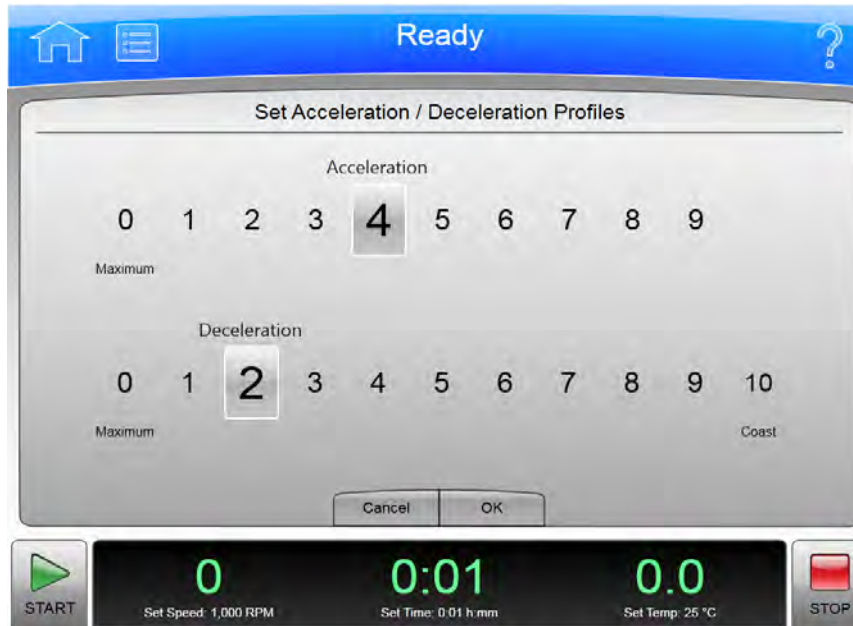 Ready
Set Acceleration / Deceleration Profiles
Acceleration
0 1 2 3 4 5 6 7 8 9
Maximum
Deceleration
0 1 2 3 4 5 6 7 8 9 10
Maximum Coast
Cancel OK
0 0:01 0.0
START Set Speed: 1,000 RPM Set Time: 0:01 h:mm Set Temp: 25 °C STOP